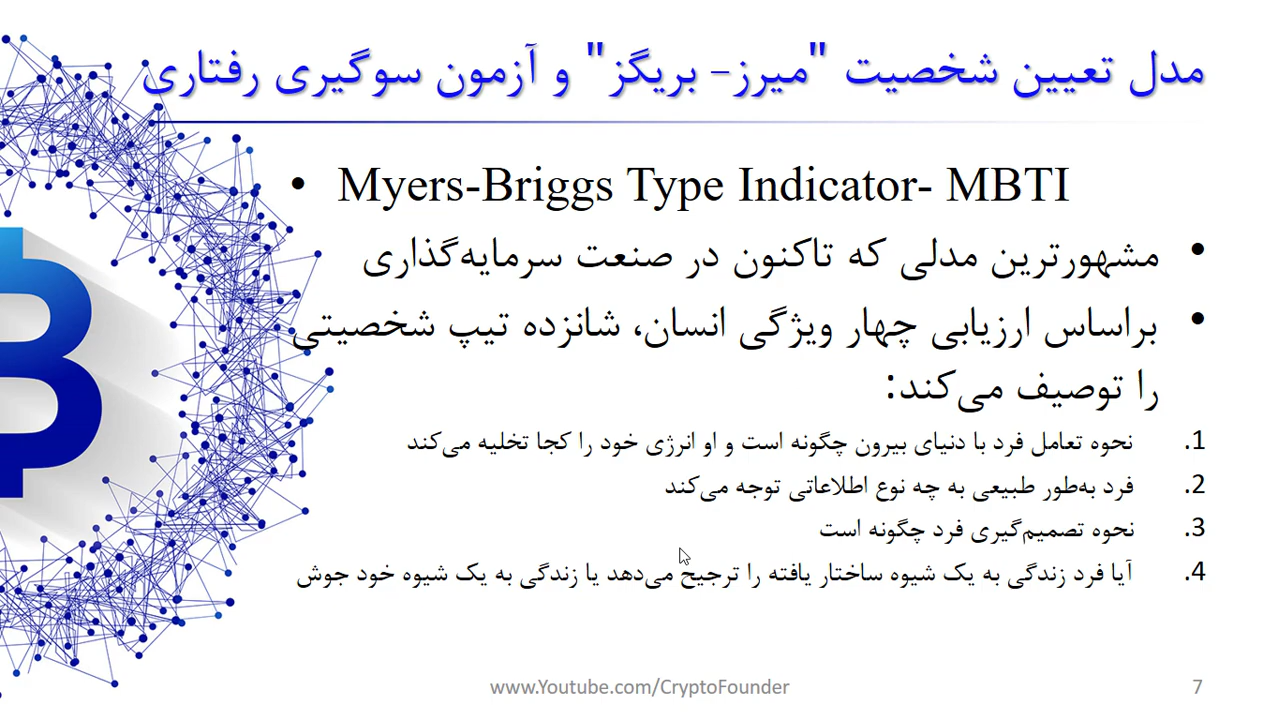 مدل تعیین شخصیت "میرز- بریگز" و آزمون سوگیری رفتاری
• Myers-Briggs Type Indicator- MBTI
• مشهورترین مدلی که تاکنون در صنعت سرمایه‌گذاری
• براساس ارزیابی چهار ویژگی انسان، شانزده تیپ شخصیتی
را توصیف می‌کند:
1. نحوه تعامل فرد با دنیای بیرون چگونه است و او انرژی خود را کجا تخلیه می‌کند
2. فرد به‌طور طبیعی به چه نوع اطلاعاتی توجه می‌کند
3. نحوه تصمیم‌گیری فرد چگونه است
4. آیا فرد زندگی به یک شیوه ساختار یافته را ترجیح می‌دهد یا زندگی به یک شیوه خود جوش
www.Youtube.com/CryptoFounder
7